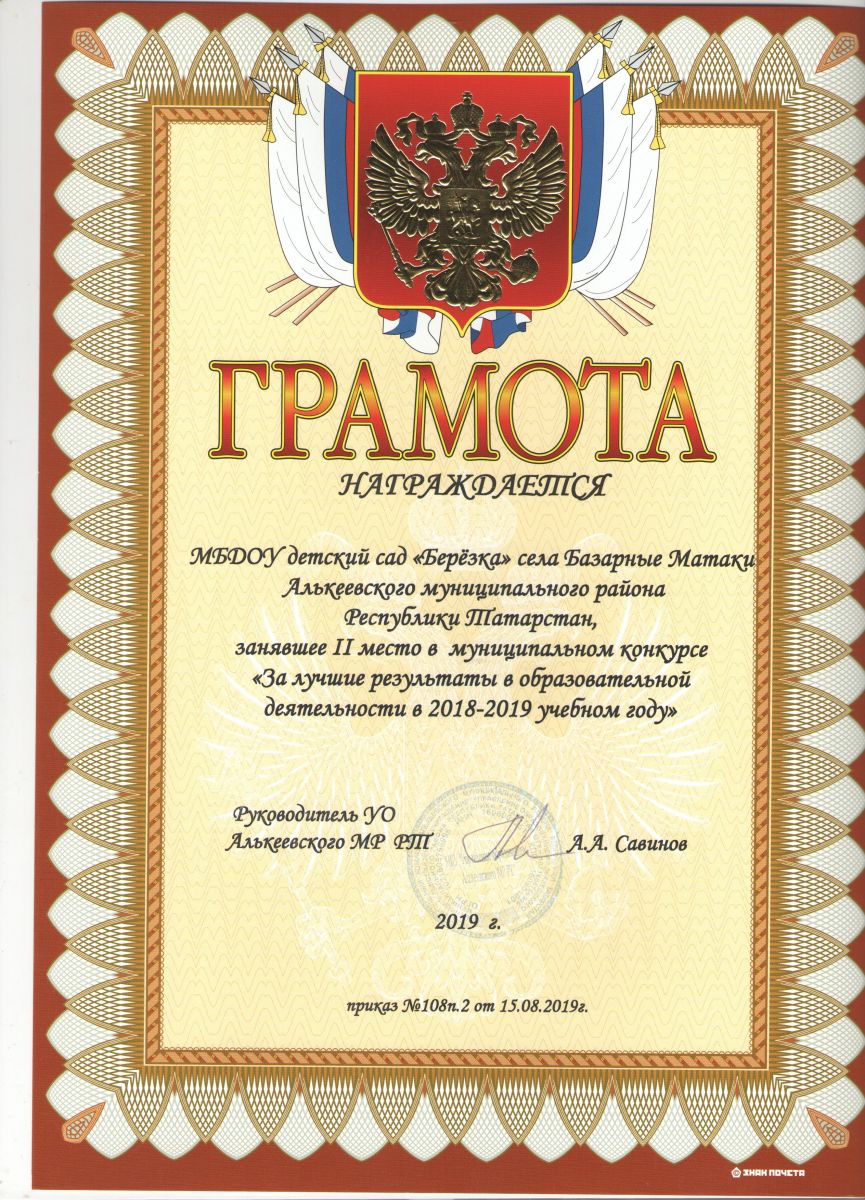 ГРАМОТА
НАГРАЖДАЕТСЯ
МБДОУ детский сад «Берёзка» села Базарные Матаки
Алькеевского муниципального района
Республики Татарстан,
занявшее II место в муниципальном конкурсе
«За лучшие результаты в образовательной
деятельности в 2018-2019 учебном году»
Руководитель УО
Алькеевского МР РТ
А.А. Савинов
2019 г.
приказ №108п.2 от 15.08.2019г.
ЗНАК ПОЧЕТА